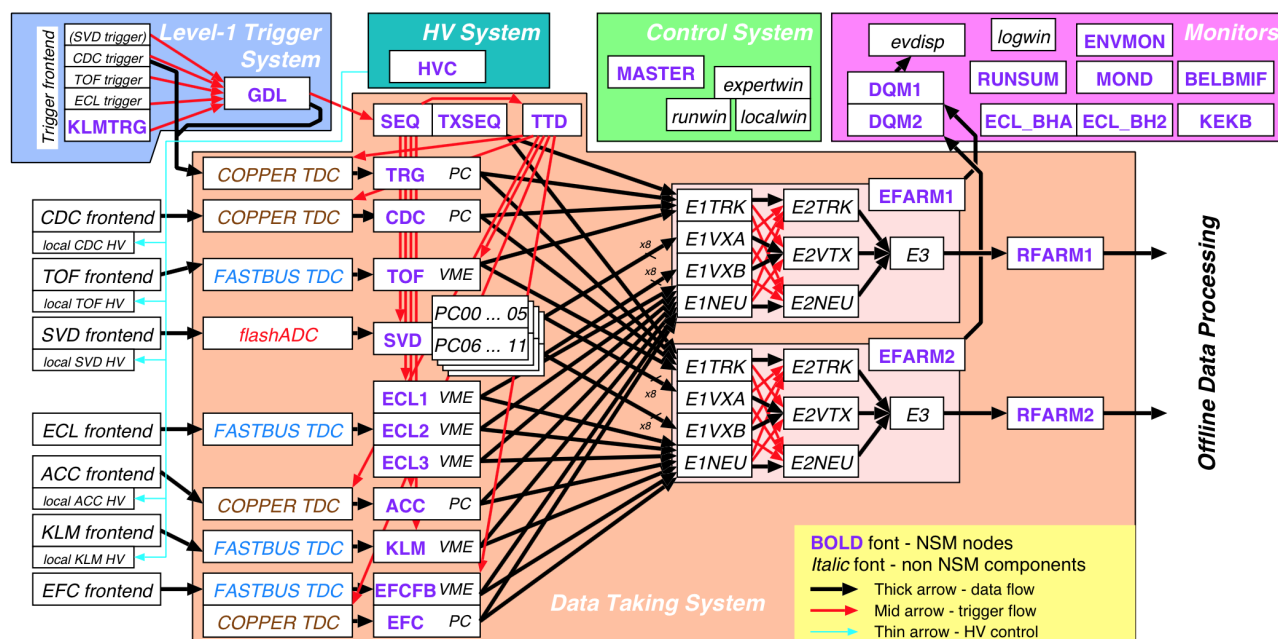 Level-1 Trigger
System
Trigger frontend
(SVD trigger)
CDC trigger
TOF trigger
ECL trigger
KLMTRG
GDL
HV System
HVC
Control System
MASTER
expertwin
runwin
localwin
Monitors
evdisp
logwin
ENVMON
DQM1
RUNSUM
MOND
BELBMIF
DQM2
ECL_BHA
ECL_BH2
KEKB
SEQ
TXSEQ
TTD
COPPER TDC
TRG PC
CDC frontend
COPPER TDC
CDC PC
local CDC HV
TOF frontend
FASTBUS TDC
TOF VME
local TOF HV
SVD frontend
flashADC
SVD
PC00 ... 05
PC06 ... 11
local SVD HV
ECL1 VME
ECL frontend
FASTBUS TDC
ECL2 VME
ECL3 VME
ACC frontend
local ACC HV
COPPER TDC
ACC PC
KLM frontend
local KLM HV
FASTBUS TDC
KLM VME
EFC frontend
FASTBUS TDC
EFCFB VME
COPPER TDC
EFC PC
Data Taking System
EFARM1
E1TRK
E1VXA
E1VXB
E1NEU
x8
x8
E2TRK
E2VTX
E2NEU
E3
RFARM1
EFARM2
E1TRK
E1VXA
E1VXB
E1NEU
x8
x8
E2TRK
E2VTX
E2NEU
E3
RFARM2
Offline Data Processing
BOLD font - NSM nodes
Italic font - non NSM components
Thick arrow - data flow
Mid arrow - trigger flow
Thin arrow - HV control